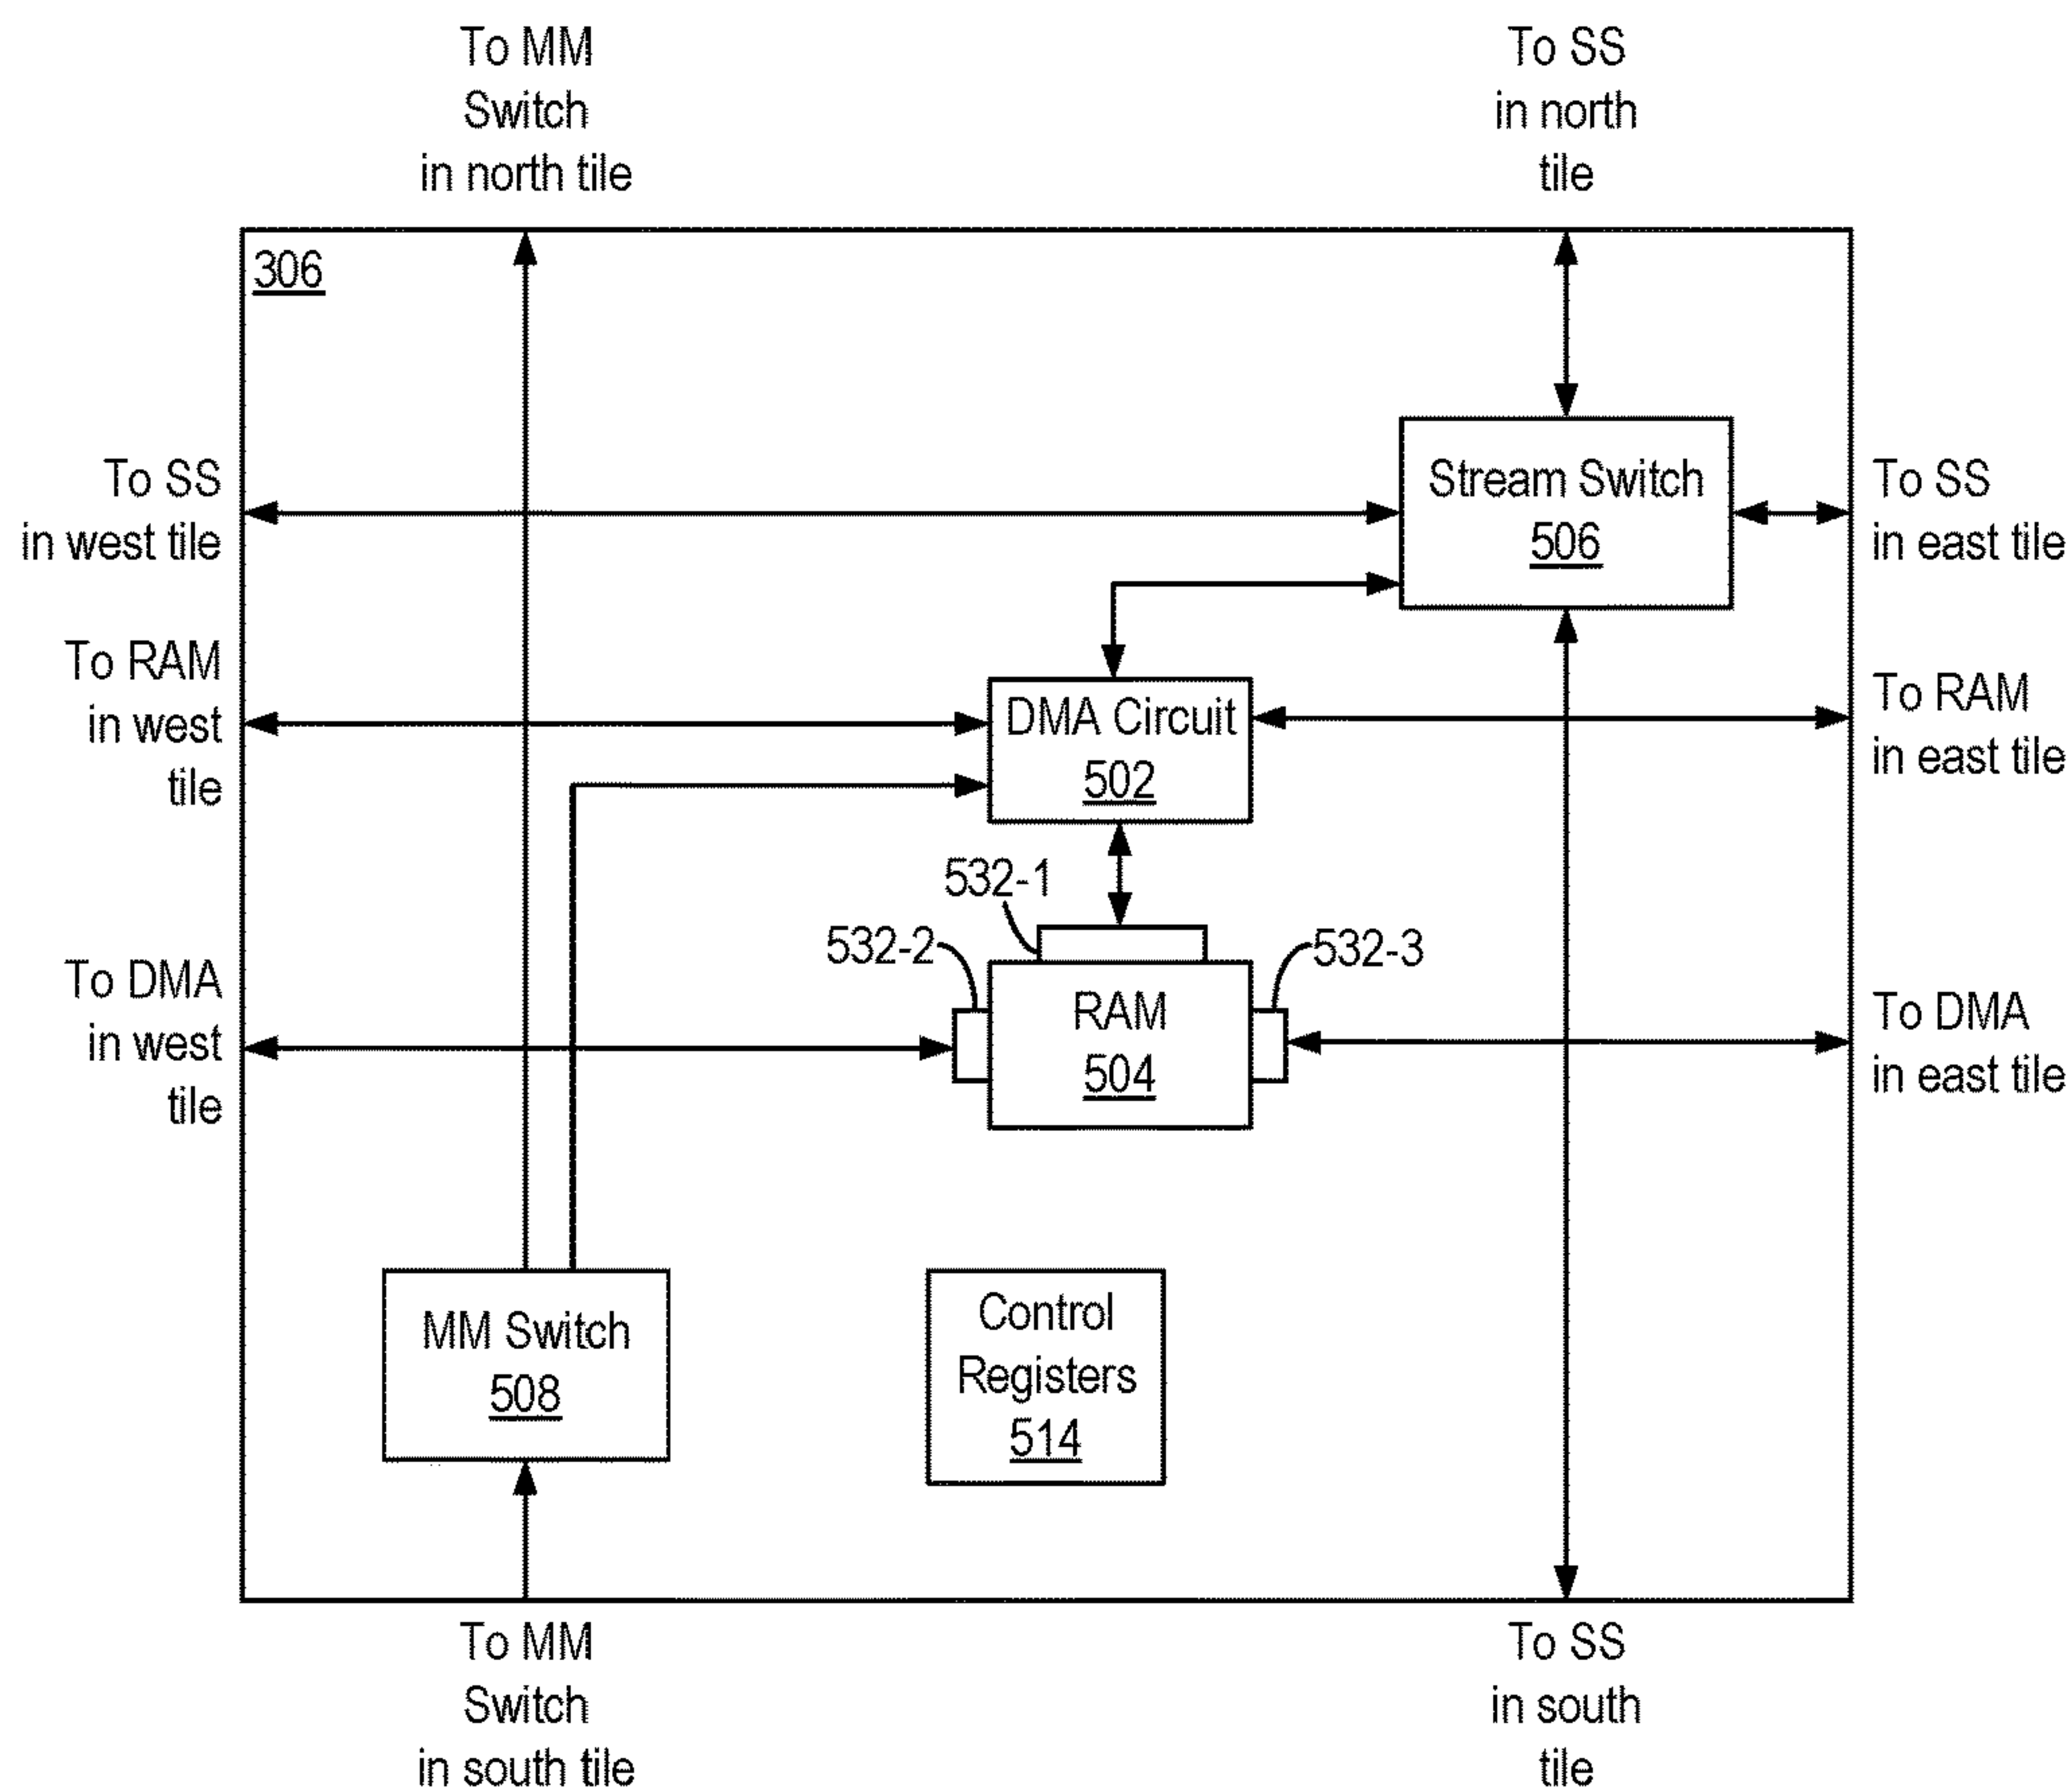 To MM
Switch
in north tile
To SS
in north
tile
306
To SS
in west tile
Stream Switch
506
To SS
in east tile
To RAM
in west
tile
DMA Circuit
502
To RAM
in east tile
532-1
532-2
532-3
To DMA
in west
tile
RAM
504
To DMA
in east tile
MM Switch
508
Control
Registers
514
To MM
Switch
in south tile
To SS
in south
tile